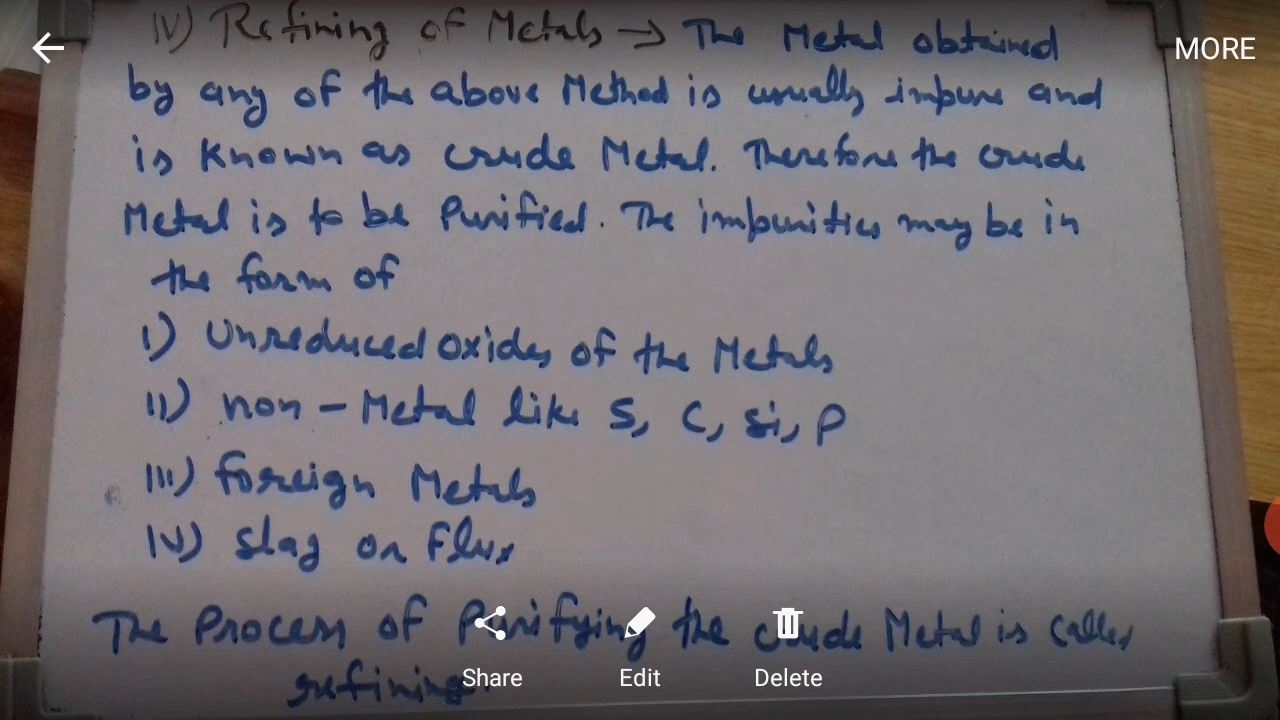 IV) Refining of Metals → The Metal obtained
MORE
by any of the above Method is usually impure and
is known as crude Metal. Therefore the crude
Metal is to be Purified. The impurities may be in
the form of
I) Unreduced oxides of the Metals
II) non - Metal like S, C, Si, P
III) foreign Metals
IV) Slag or Flux
The Process of Purifying the crude Metal is called
refining.
Share Edit Delete